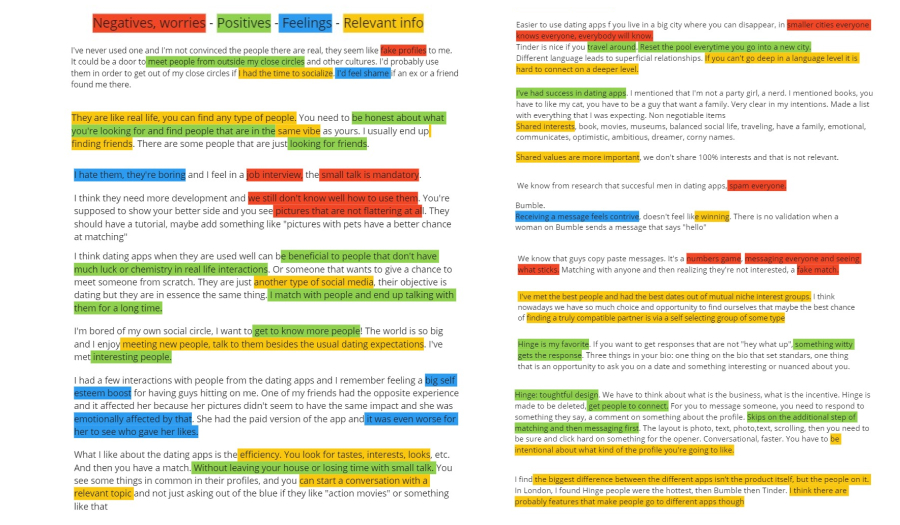 Negatives, worries - Positives - Feelings - Relevant info
I've never used one and I'm not convinced the people there are real, they seem like fake profiles to me.
It could be a door to meet people from outside my close circles and other cultures. I'd probably use
them in order to get out of my close circles if I had the time to socialize. I'd feel shame if an ex or a friend
found me there.
They are like real life, you can find any type of people. You need to be honest about what
you're looking for and find people that are in the same vibe as yours. I usually end up
finding friends. There are some people that are just looking for friends.
I hate them, they're boring and I feel in a job interview, the small talk is mandatory.
I think they need more development and we still don't know well how to use them. You're
supposed to show your better side and you see pictures that are not flattering at all. They
should have a tutorial, maybe add something like "pictures with pets have a better chance
at matching"
I think dating apps when they are used well can be beneficial to people that don't have
much luck or chemistry in real life interactions. Or someone that wants to give a chance to
meet someone from scratch. They are just another type of social media, their objective is
dating but they are in essence the same thing. I match with people and end up talking with
them for a long time.
I'm bored of my own social circle, I want to get to know more people! The world is so big
and I enjoy meeting new people, talk to them besides the usual dating expectations. I've
met interesting people.
I had a few interactions with people from the dating apps and I remember feeling a big self
esteem boost for having guys hitting on me. One of my friends had the opposite experience
and it affected her because her pictures didn't seem to have the same impact and she was
emotionally affected by that. She had the paid version of the app and it was even worse for
her to see who gave her likes.
What I like about the dating apps is the efficiency. You look for tastes, interests, looks, etc.
And then you have a match. Without leaving your house or losing time with small talk. You
see some things in common in their profiles, and you can start a conversation with a
relevant topic and not just asking out of the blue if they like "action movies" or something
like that
Easier to use dating apps f you live in a big city where you can disappear, in smaller cities everyone
knows everyone, everybody will know.
Tinder is nice if you travel around. Reset the pool everytime you go into a new city.
Different language leads to superficial relationships. If you can't go deep in a language level it is
hard to connect on a deeper level.
I've had success in dating apps. I mentioned that I'm not a party girl, a nerd. I mentioned books, you
have to like my cat, you have to be a guy that want a family. Very clear in my intentions. Made a list
with everything that I was expecting. Non negotiable items
Shared interests, book, movies, museums, balanced social life, traveling, have a family, emotional,
communicates, optimistic, ambitious, dreamer, corny names.
Shared values are more important, we don't share 100% interests and that is not relevant.
We know from research that succesful men in dating apps, spam everyone.
Bumble.
Receiving a message feels contrive. doesn't feel like winning. There is no validation when a
woman on Bumble sends a message that says "hello"
We know that guys copy paste messages. It's a numbers game, messaging everyone and seeing
what sticks. Matching with anyone and then realizing they're not interested, a fake match.
I've met the best people and had the best dates out of mutual niche interest groups. I think
nowadays we have so much choice and opportunity to find ourselves that maybe the best chance
of finding a truly compatible partner is via a self selecting group of some type
Hinge is my favorite. If you want to get responses that are not "hey what up", something witty
gets the response. Three things in your bio: one thing on the bio that set standars, one thing
that is an opportunity to ask you on a date and something interesting or nuanced about you.
Hinge: toughtful design. We have to think about what is the business, what is the incentive. Hinge is
made to be deleted, get people to connect. For you to message someone, you need to respond to
something they say, a comment on something about the profile. Skips on the additional step of
matching and then messaging first. The layout is photo, text, photo,text, scrolling, then you need to
be sure and click hard on something for the opener. Conversational, faster. You have to be
intentional about what kind of the profile you're going to like.
I find the biggest difference between the different apps isn't the product itself, but the people on it.
In London, I found Hinge people were the hottest, then Bumble then Tinder. I think there are
probably features that make people go to different apps though